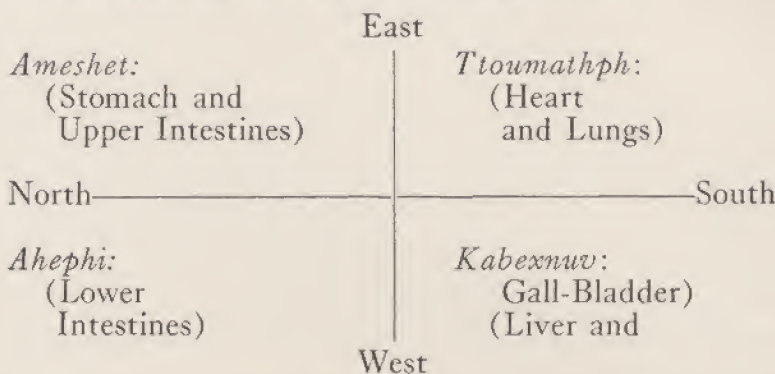 East
Ameshet:
(Stomach and
Upper Intestines)
Ttoumathph:
(Heart
and Lungs)
North
South
Ahephi:
(Lower
Intestines)
Kabexnuv:
Gall-Bladder)
(Liver and
West